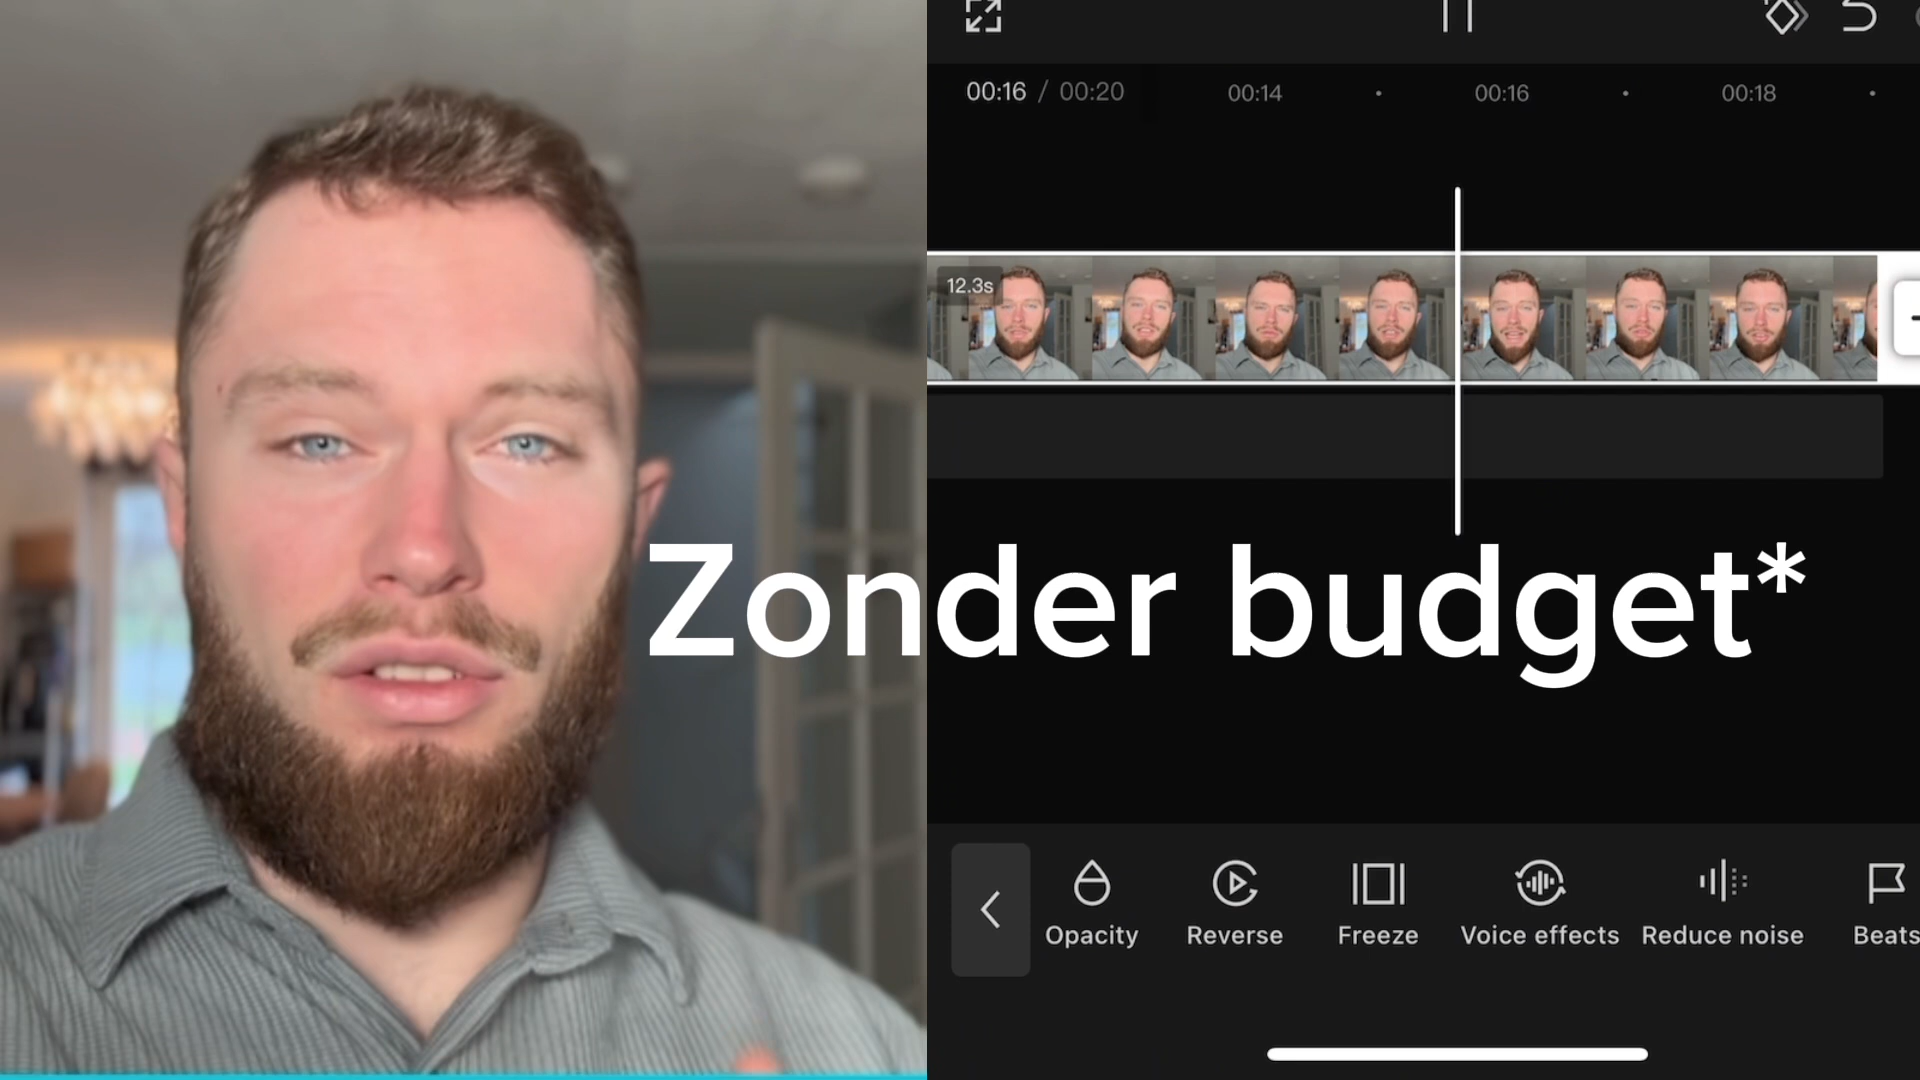 00:16 / 00:20
00:14
00:16
00:18
12.3s
Zonder budget*
Opacity
Reverse
Freeze
Voice effects
Reduce noise
Beats